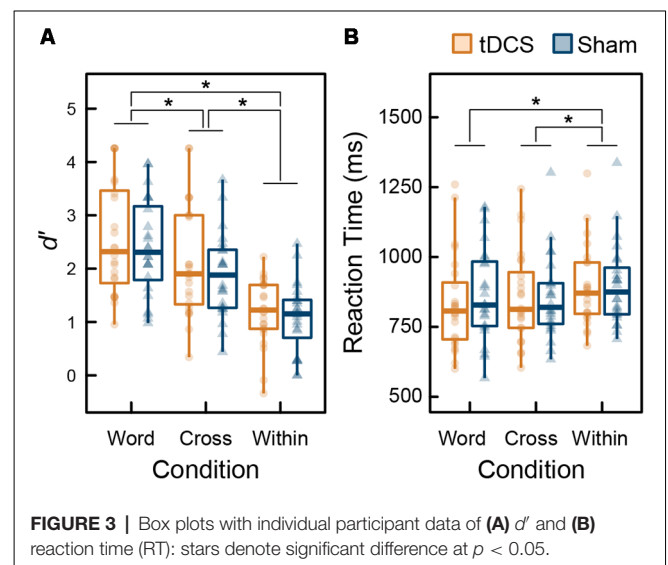 A
B
tDCS
Sham
*
*
*
5
4
3
2
1
0
d′
Word
Cross
Within
Condition
*
*
1500
1250
1000
750
500
Reaction Time (ms)
Word
Cross
Within
Condition
FIGURE 3 | Box plots with individual participant data of (A) d′ and (B)
reaction time (RT): stars denote significant difference at p < 0.05.